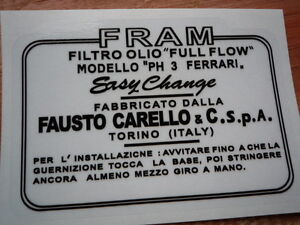 FRAM
FILTRO OLIO "FULL FLOW"
MODELLO "PH 3 FERRARI"
Easy Change
FABBRICATO DALLA
FAUSTO CARELLO & C.S.p.A.
TORINO (ITALY)
PER L' INSTALLAZIONE : AVVITARE FINO A CHE LA
GUERNIZIONE TOCCA LA BASE, POI STRINGERE
ANCORA ALMENO MEZZO GIRO A MANO.